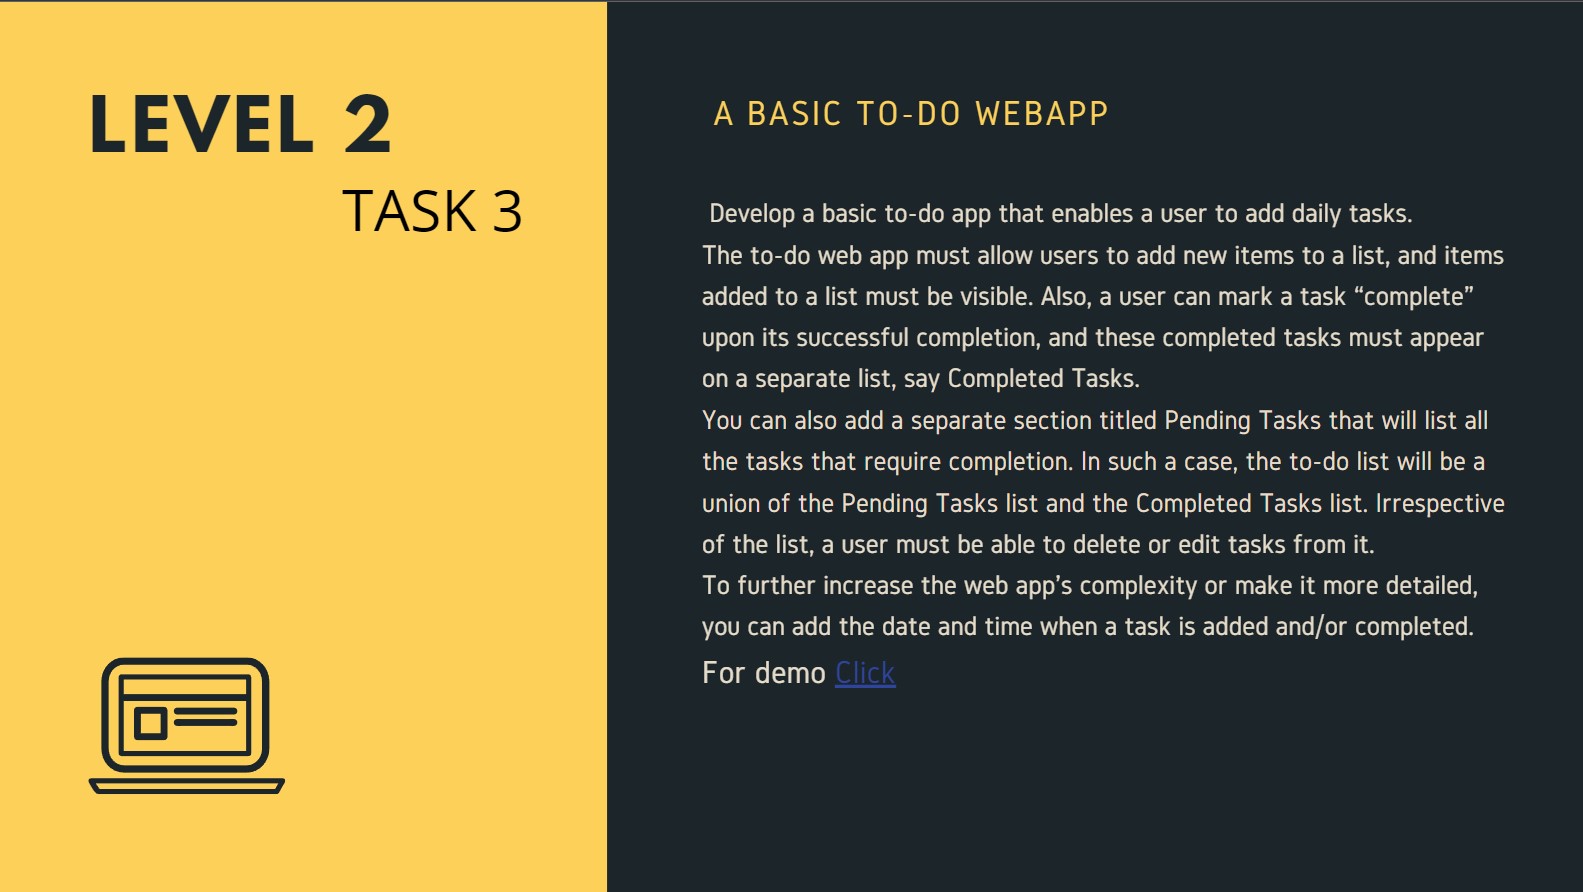 LEVEL 2
TASK 3
A BASIC TO-DO WEBAPP
Develop a basic to-do app that enables a user to add daily tasks.
The to-do web app must allow users to add new items to a list, and items
added to a list must be visible. Also, a user can mark a task “complete”
upon its successful completion, and these completed tasks must appear
on a separate list, say Completed Tasks.
You can also add a separate section titled Pending Tasks that will list all
the tasks that require completion. In such a case, the to-do list will be a
union of the Pending Tasks list and the Completed Tasks list. Irrespective
of the list, a user must be able to delete or edit tasks from it.
To further increase the web app’s complexity or make it more detailed,
you can add the date and time when a task is added and/or completed.
For demo Click